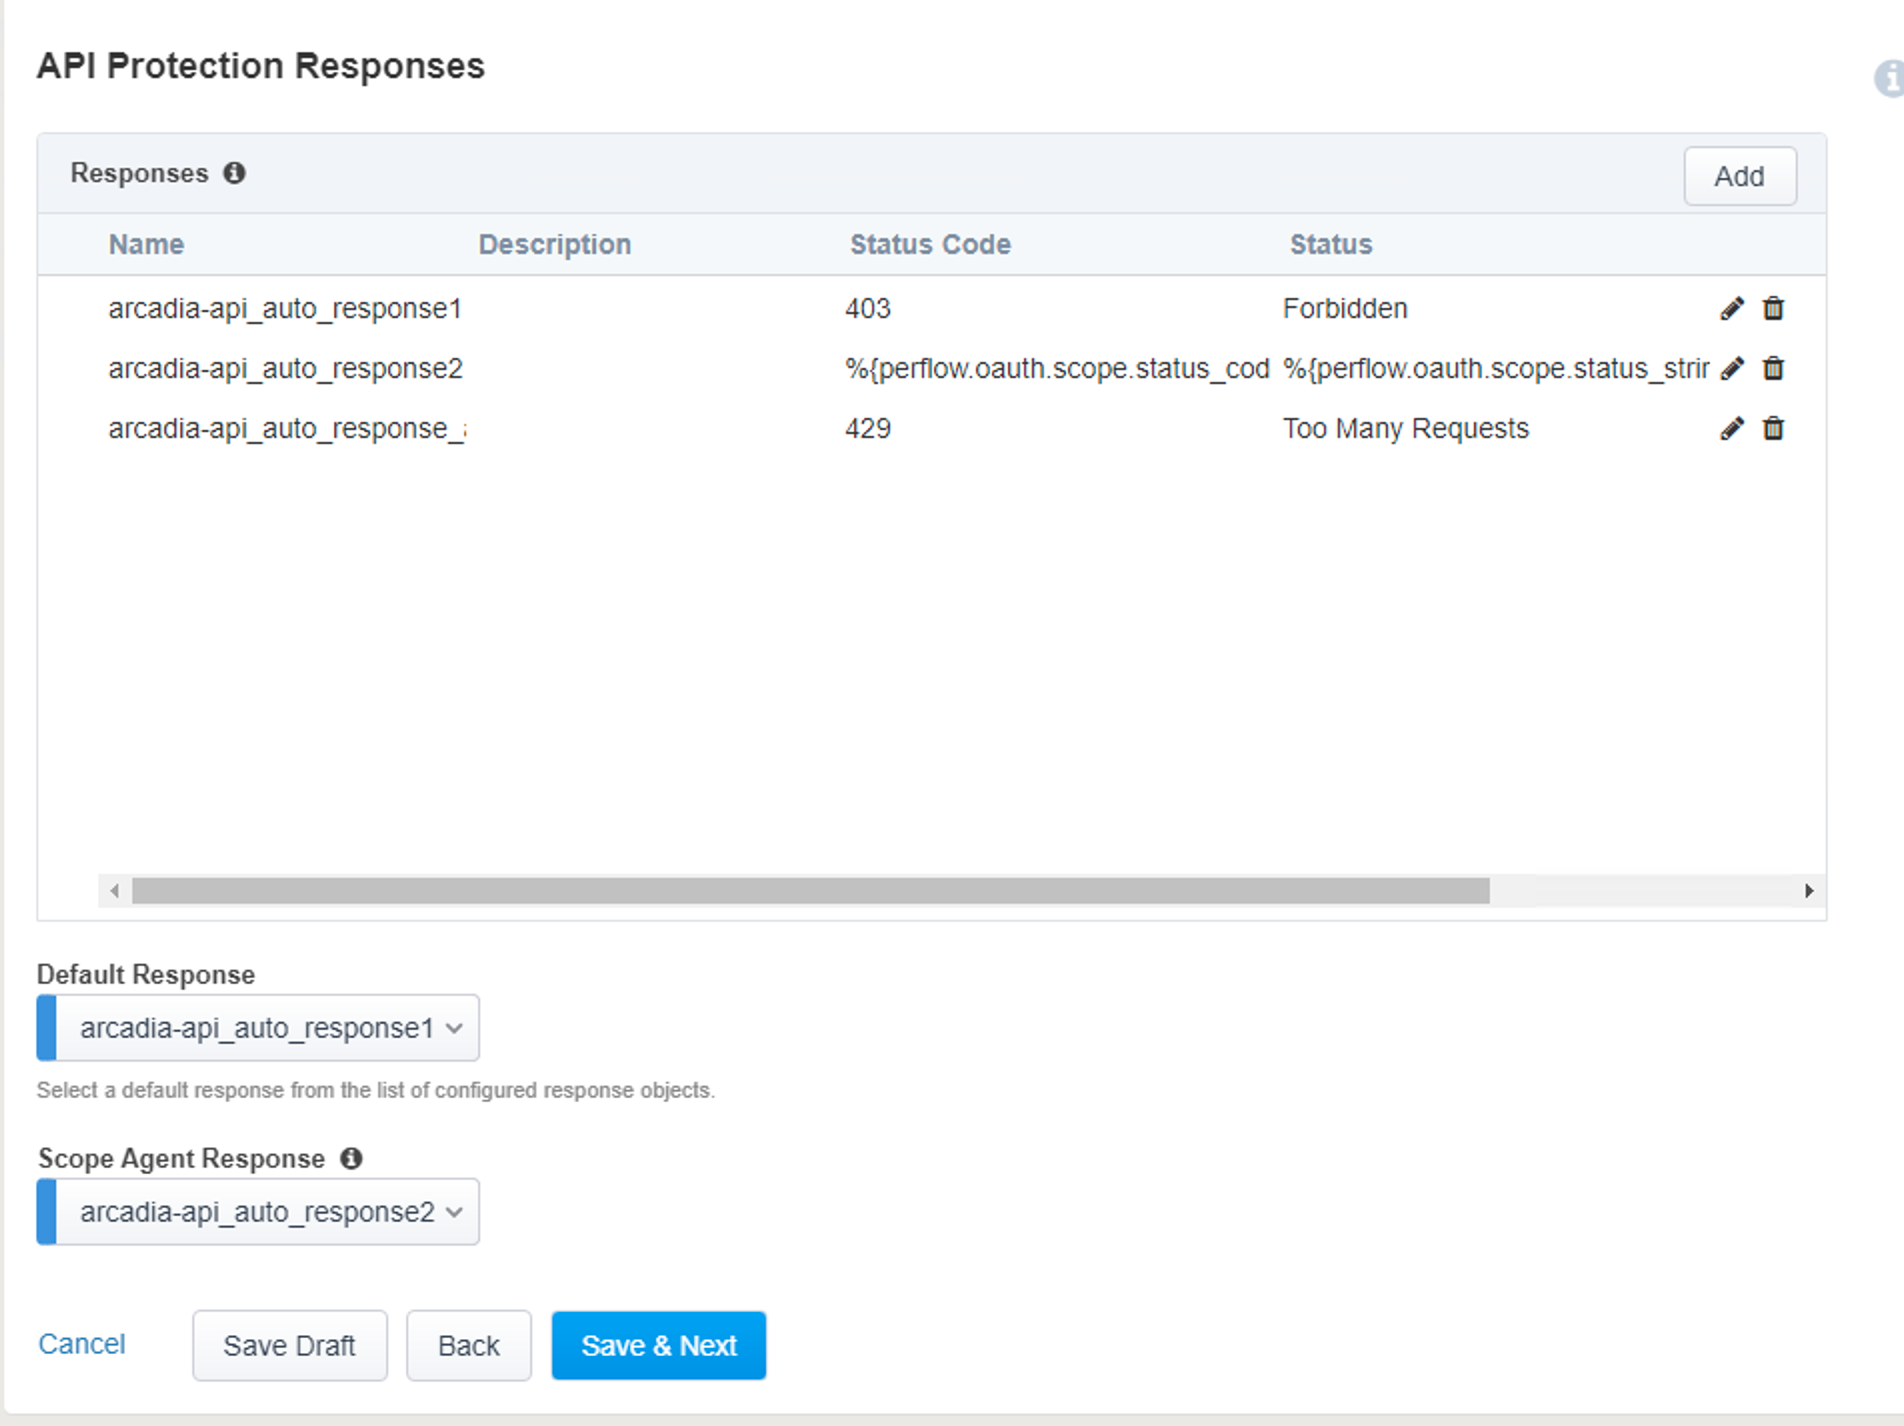 API Protection Responses
Responses
Add
Name Description Status Code Status
arcadia-api_auto_response1 403 Forbidden
arcadia-api_auto_response2 %{perflow.oauth.scope.status_cod %{perflow.oauth.scope.status_strin
arcadia-api_auto_response_ 429 Too Many Requests
Default Response
arcadia-api_auto_response1
Select a default response from the list of configured response objects.
Scope Agent Response
arcadia-api_auto_response2
Cancel Save Draft Back Save & Next